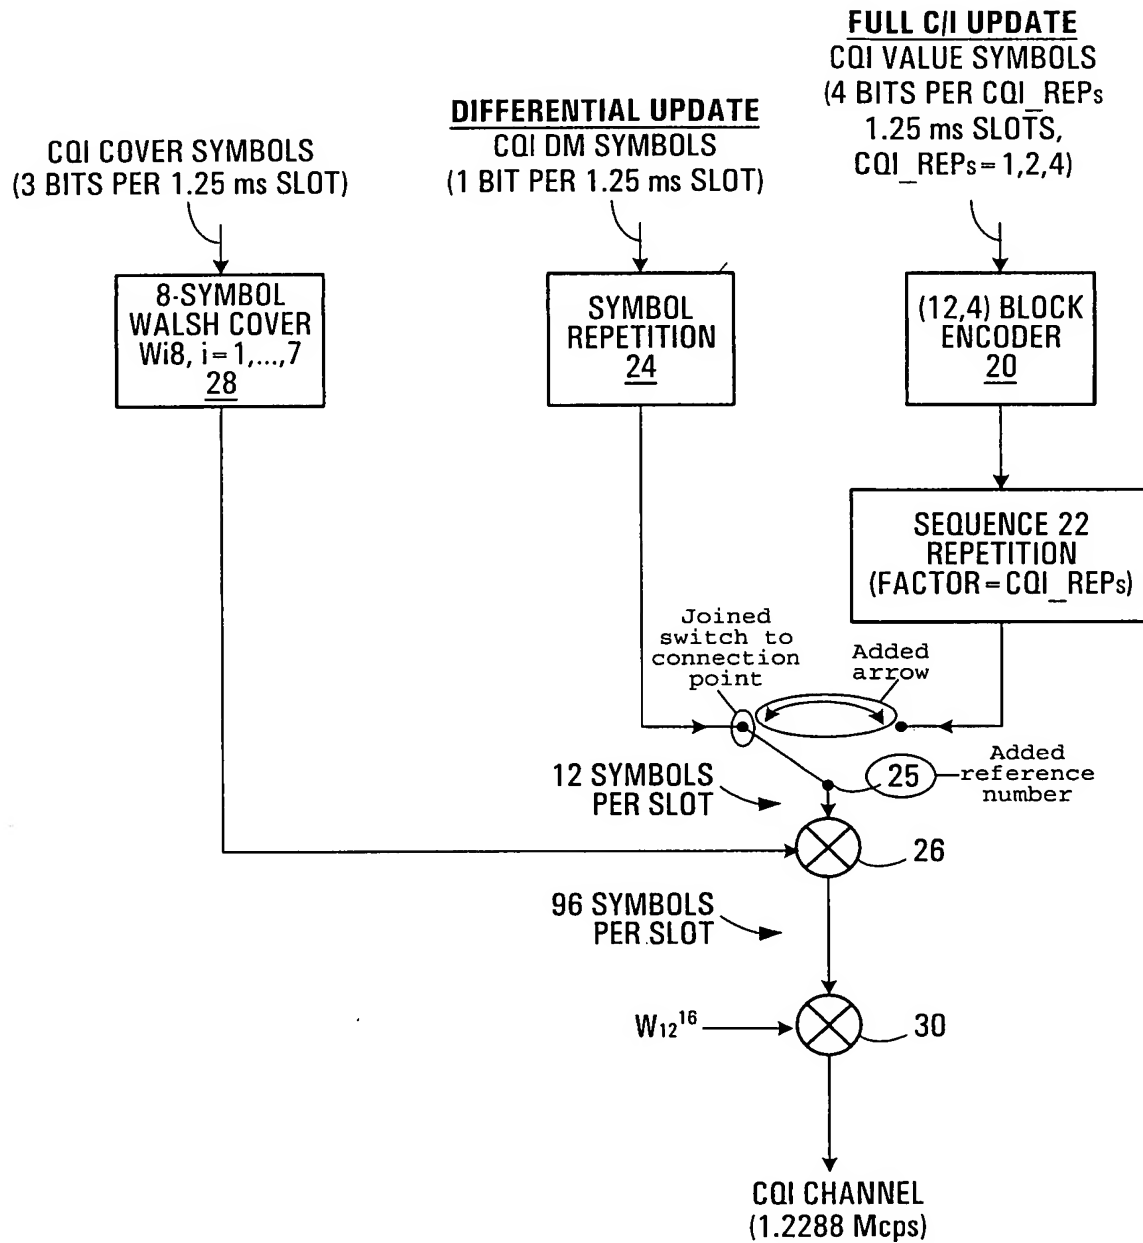 FULL C/I UPDATE
CQI VALUE SYMBOLS
(4 BITS PER CQI_REPs
1.25 ms SLOTS,
CQI_REPs=1,2,4)
DIFFERENTIAL UPDATE
CQI DM SYMBOLS
(1 BIT PER 1.25 ms SLOT)
CQI COVER SYMBOLS
(3 BITS PER 1.25 ms SLOT)
8-SYMBOL
WALSH COVER
Wi8, i=1,...,7
28
SYMBOL
REPETITION
24
(12,4) BLOCK
ENCODER
20
SEQUENCE 22
REPETITION
(FACTOR=CQI_REPs)
Joined
switch to
connection
point
Added
arrow
12 SYMBOLS
PER SLOT
25
Added
reference
number
26
96 SYMBOLS
PER SLOT
W12^16
30
CQI CHANNEL
(1.2288 Mcps)